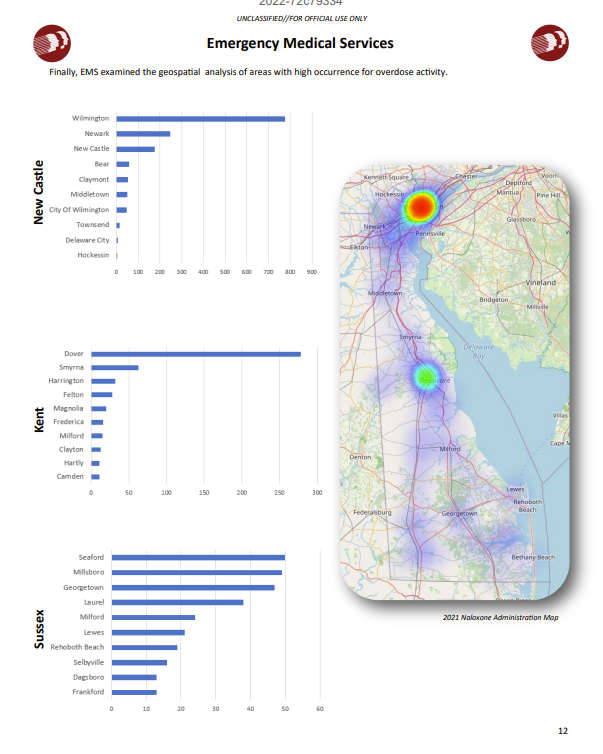 2022-72c79334
UNCLASSIFIED//FOR OFFICIAL USE ONLY
Emergency Medical Services
Finally, EMS examined the geospatial analysis of areas with high occurrence for overdose activity.
New Castle
Wilmington
Newark
New Castle
Bear
Claymont
Middletown
City Of Wilmington
Townsend
Delaware City
Hockessin
0 100 200 300 400 500 600 700 800 900
Kent
Dover
Smyrna
Harrington
Felton
Magnolia
Frederica
Milford
Clayton
Hartly
Camden
0 50 100 150 200 250 300
Sussex
Seaford
Millsboro
Georgetown
Laurel
Milford
Lewes
Rehoboth Beach
Selbyville
Dagsboro
Frankford
0 10 20 30 40 50 60
Kennett Square
Chester
Voorh
Deptford
Mantua
Pine Hill
Hockessin
Glassboro
Newark
Pennsville
Elkton
Vineland
Middletown
Bridgeton
Millville
Smyrna
Delaware
Bay
Delaware
Villas
Cape M
Milford
Denton
Lewes
Rehoboth
Beach
Federalsburg
Georgetown
Bethany Beach
2021 Naloxone Administration Map
12